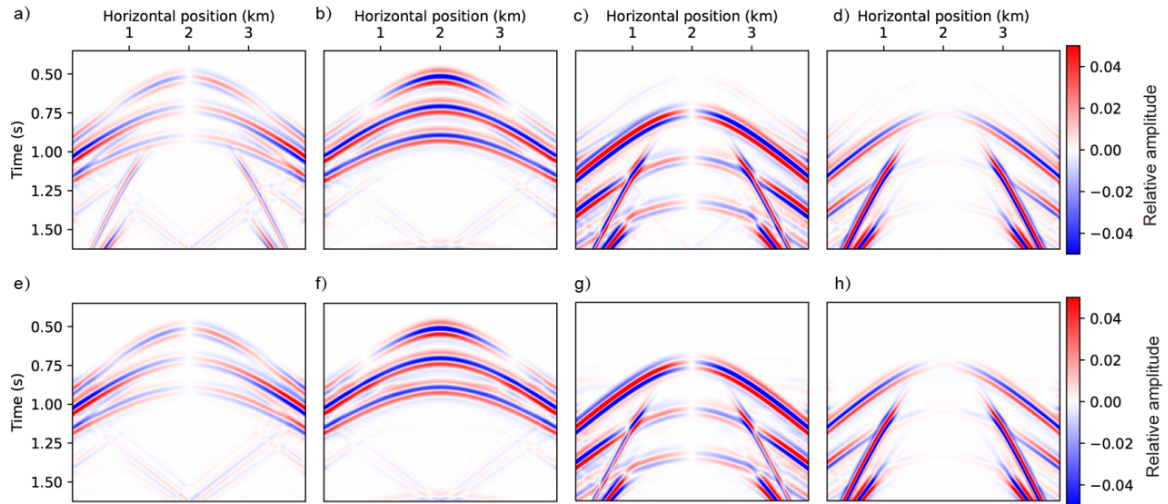 a) Horizontal position (km) b) Horizontal position (km) c) Horizontal position (km) d) Horizontal position (km)
1 2 3 1 2 3 1 2 3 1 2 3
0.50
0.75
1.00
1.25
1.50
Time (s)
0.04
0.02
0.00
−0.02
−0.04
Relative amplitude
e) f) g) h)
0.50
0.75
1.00
1.25
1.50
Time (s)
0.04
0.02
0.00
−0.02
−0.04
Relative amplitude